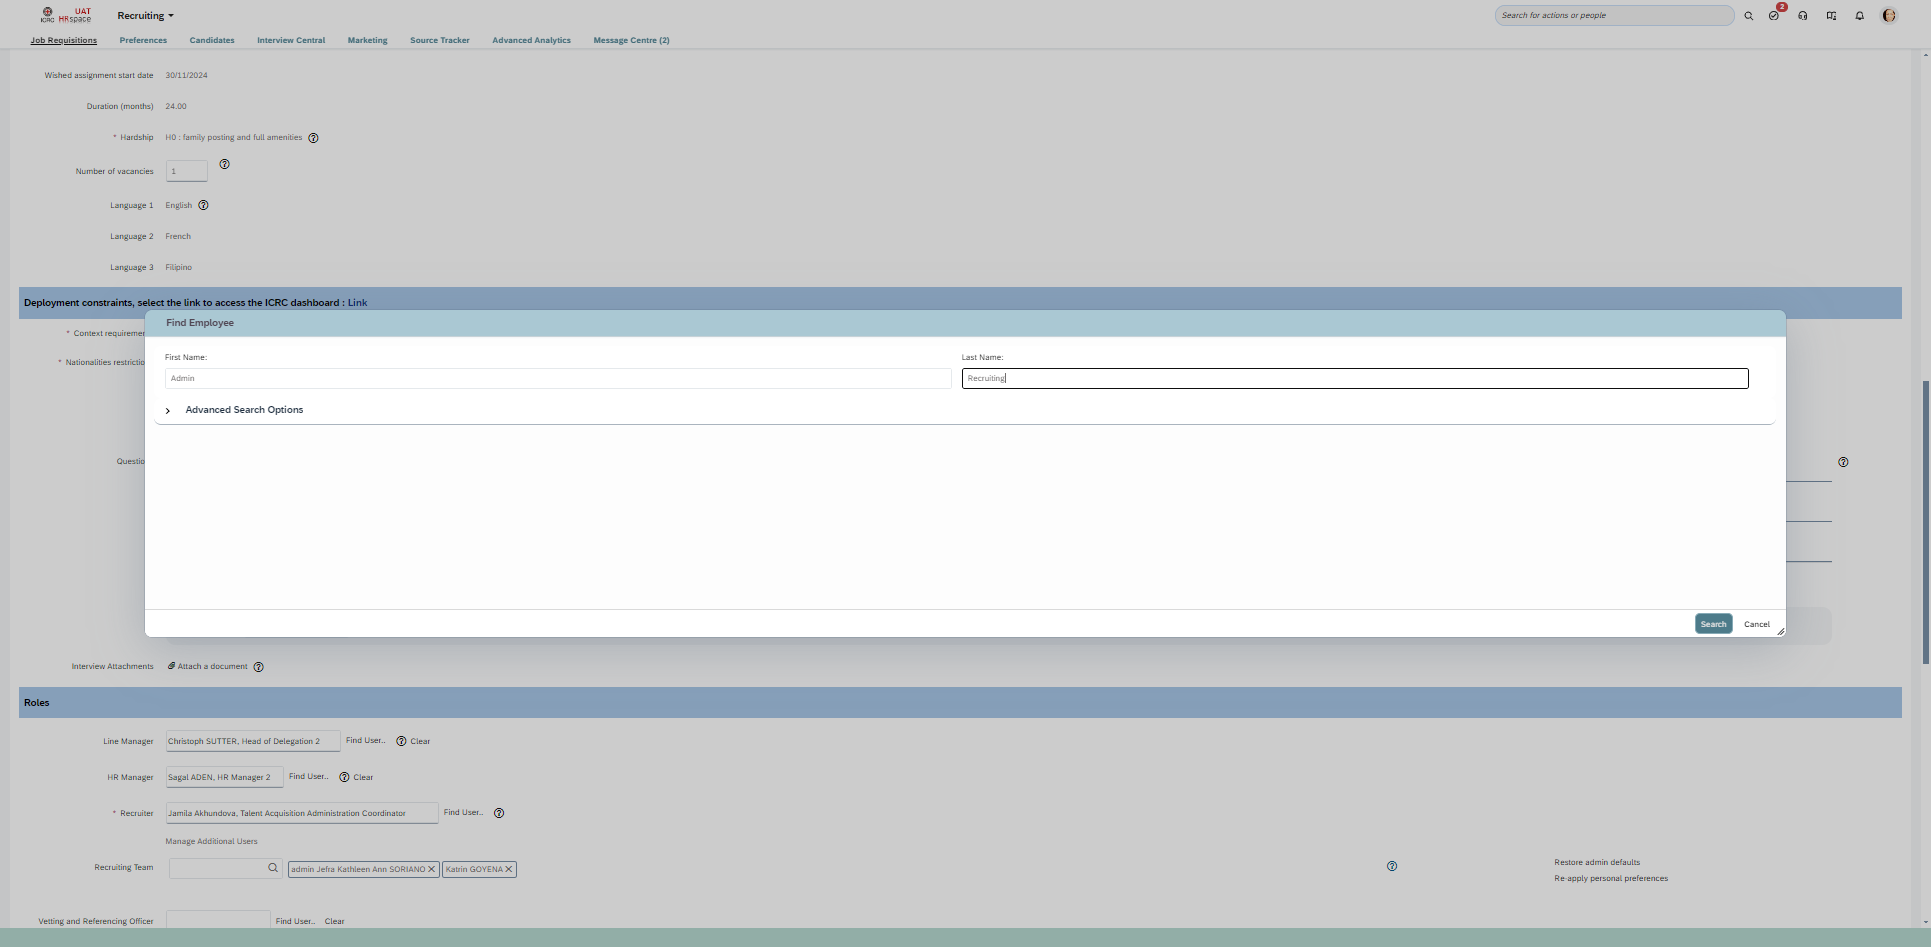 UAT
ICRC HRspace
Recruiting
Search for actions or people
2
Job Requisitions Preferences Candidates Interview Central Marketing Source Tracker Advanced Analytics Message Centre (2)
Wished assignment start date 30/11/2024
Duration (months) 24.00
* Hardship H0 : family posting and full amenities
Number of vacancies 1
Language 1 English
Language 2 French
Language 3 Filipino
Deployment constraints, select the link to access the ICRC dashboard : Link
* Context requiremen
* Nationalities restrictio
Questio
Find Employee
First Name: Last Name:
Admin Recruiting
Advanced Search Options
Search Cancel
Interview Attachments Attach a document
Roles
Line Manager Christoph SUTTER, Head of Delegation 2 Find User.. Clear
HR Manager Sagal ADEN, HR Manager 2 Find User.. Clear
* Recruiter Jamila Akhundova, Talent Acquisition Administration Coordinator Find User..
Manage Additional Users
Recruiting Team admin Jefra Kathleen Ann SORIANO Katrin GOYENA
Restore admin defaults
Re-apply personal preferences
Vetting and Referencing Officer Find User.. Clear